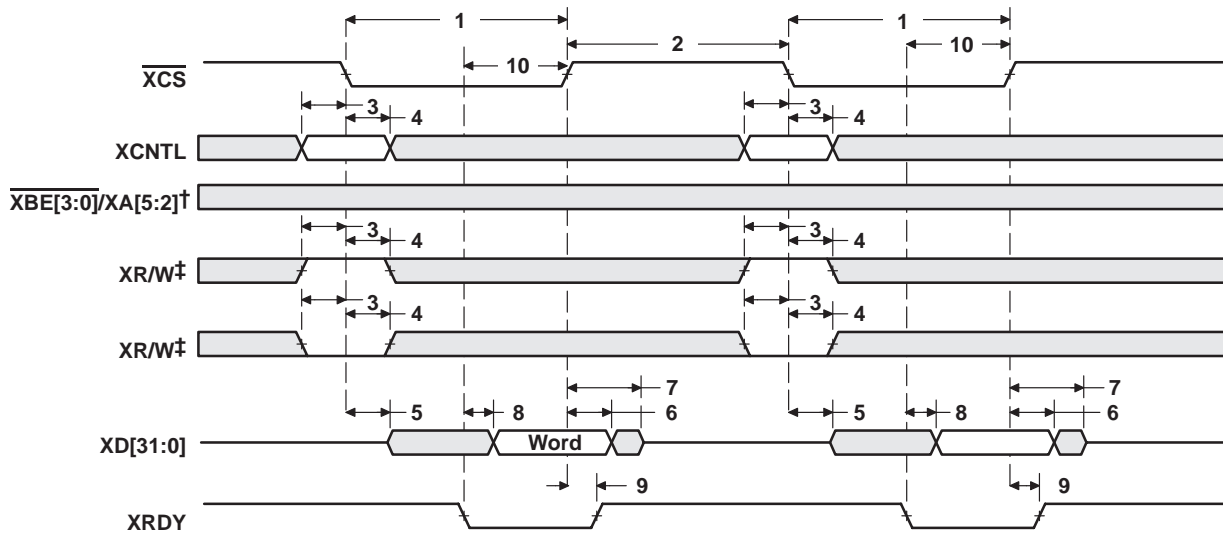 1 1
2
10 10
XCS
3 3
4 4
XCNTL
XBE[3:0]/XA[5:2]†
3 3
4 4
XR/W‡
3 3
4 4
XR/W‡
7 7
5 8 6 5 8 6
XD[31:0] Word
9 9
XRDY